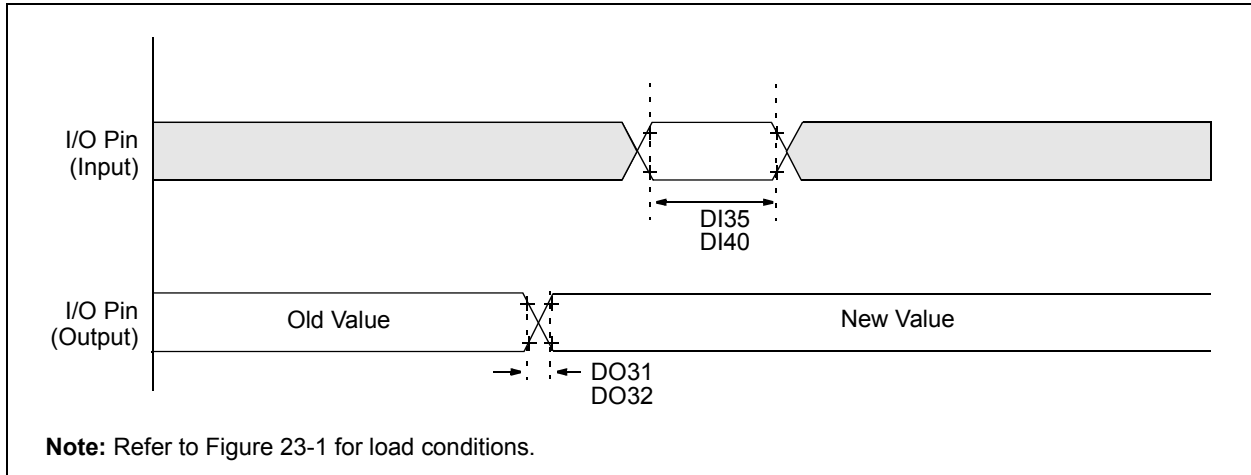 I/O Pin
(Input)
DI35
DI40
I/O Pin
(Output)
Old Value
New Value
DO31
DO32
Note: Refer to Figure 23-1 for load conditions.